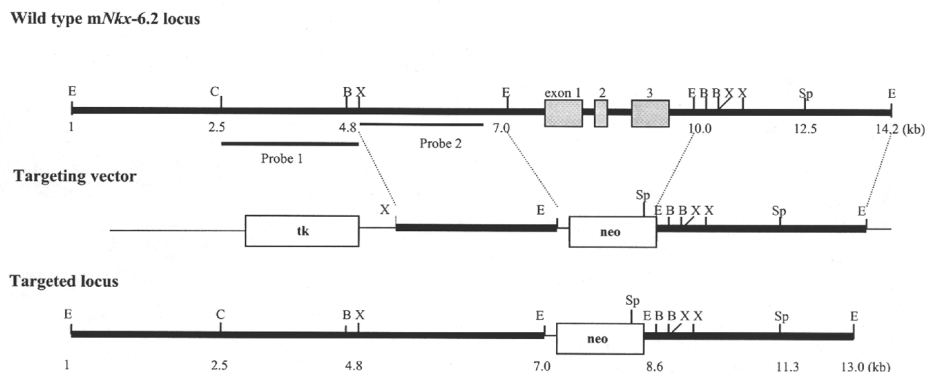 Wild type mNkx-6.2 locus
E C B X E exon 1 2 3 E B B X X Sp E
1 2.5 4.8 7.0 10.0 12.5 14.2 (kb)
Probe 1 Probe 2
Targeting vector
X E Sp E B B X X Sp E
tk neo
Targeted locus
E C B X E Sp E B B X X Sp E
neo
1 2.5 4.8 7.0 8.6 11.3 13.0 (kb)